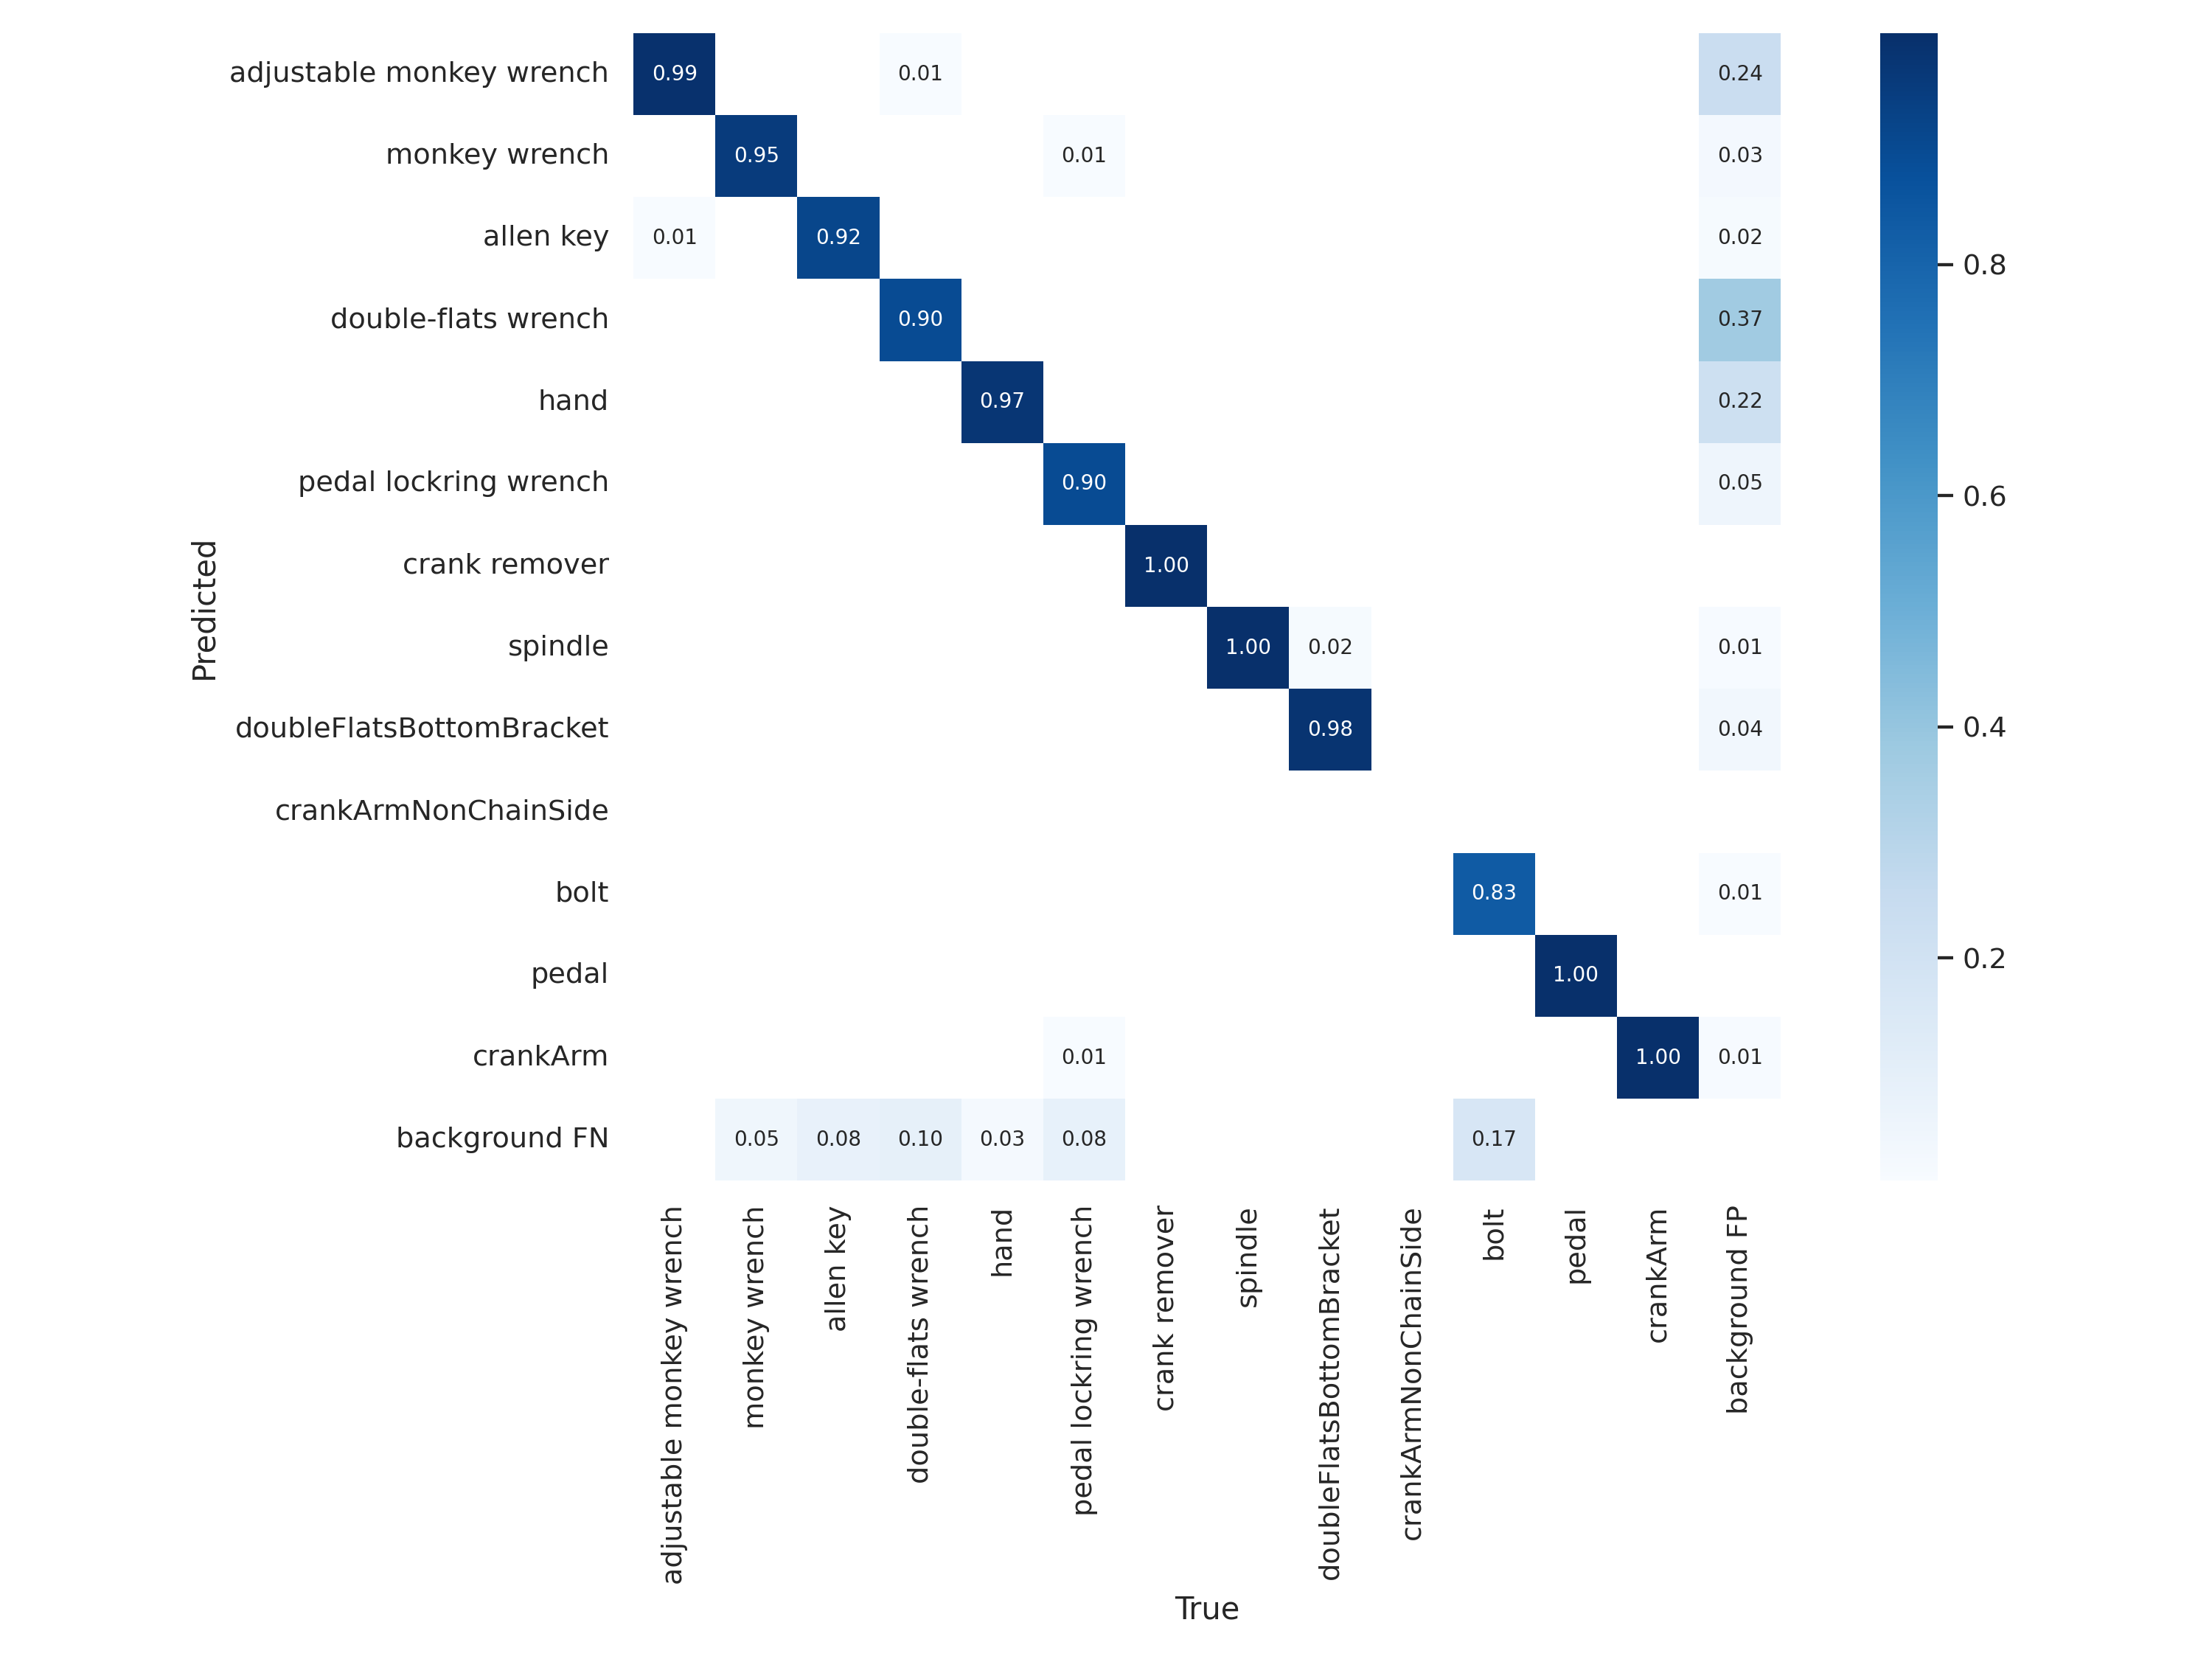 adjustable monkey wrench 0.99 0.01 0.24
monkey wrench 0.95 0.01 0.03
allen key 0.01 0.92 0.02
double-flats wrench 0.90 0.37
hand 0.97 0.22
pedal lockring wrench 0.90 0.05
crank remover 1.00
spindle 1.00 0.02 0.01
doubleFlatsBottomBracket 0.98 0.04
crankArmNonChainSide
bolt 0.83 0.01
pedal 1.00
crankArm 0.01 1.00 0.01
background FN 0.05 0.08 0.10 0.03 0.08 0.17
Predicted
adjustable monkey wrench
monkey wrench
allen key
double-flats wrench
hand
pedal lockring wrench
crank remover
spindle
doubleFlatsBottomBracket
crankArmNonChainSide
bolt
pedal
crankArm
background FP
True
0.8
0.6
0.4
0.2